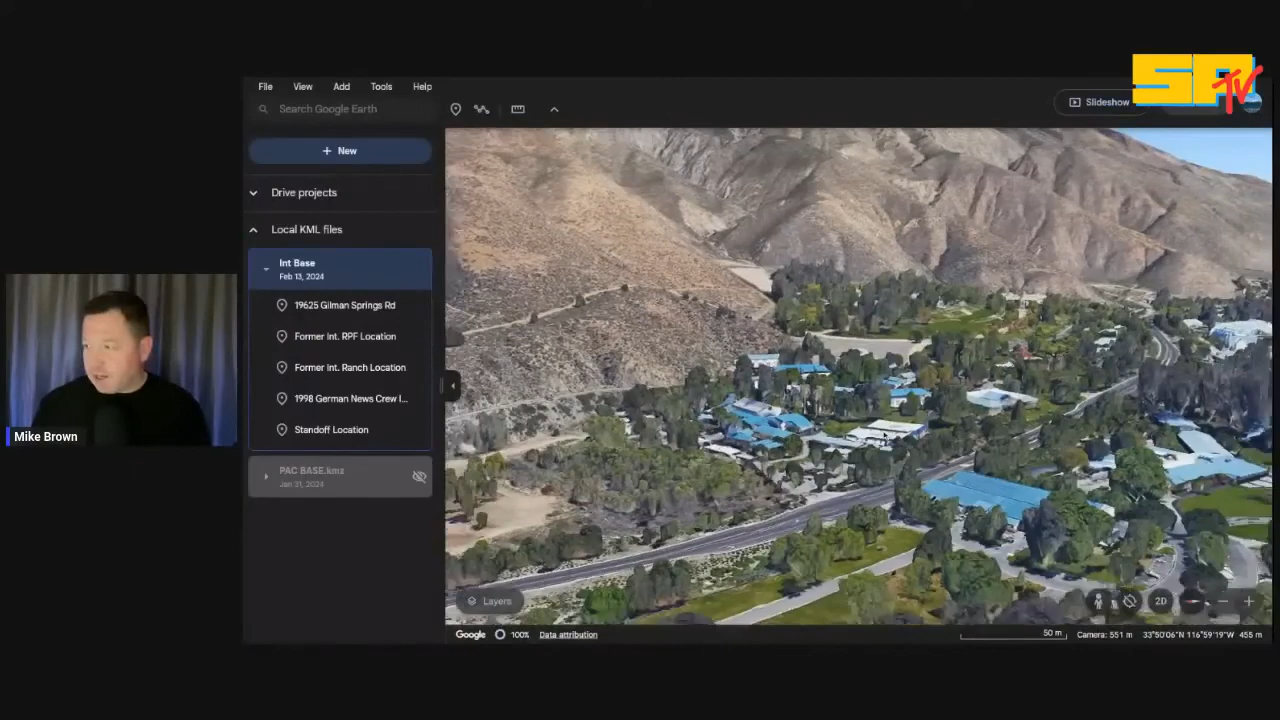 File View Add Tools Help
Search Google Earth
Slideshow
SPTV
New
Drive projects
Local KML files
Int Base
Feb 13, 2024
19625 Gilman Springs Rd
Former Int. RPF Location
Former Int. Ranch Location
1998 German News Crew I...
Standoff Location
PAC BASE.kmz
Jan 31, 2024
Mike Brown
Layers
2D
Google 100% Data attribution
50 m Camera: 551 m 33°50'06"N 116°59'19"W 455 m